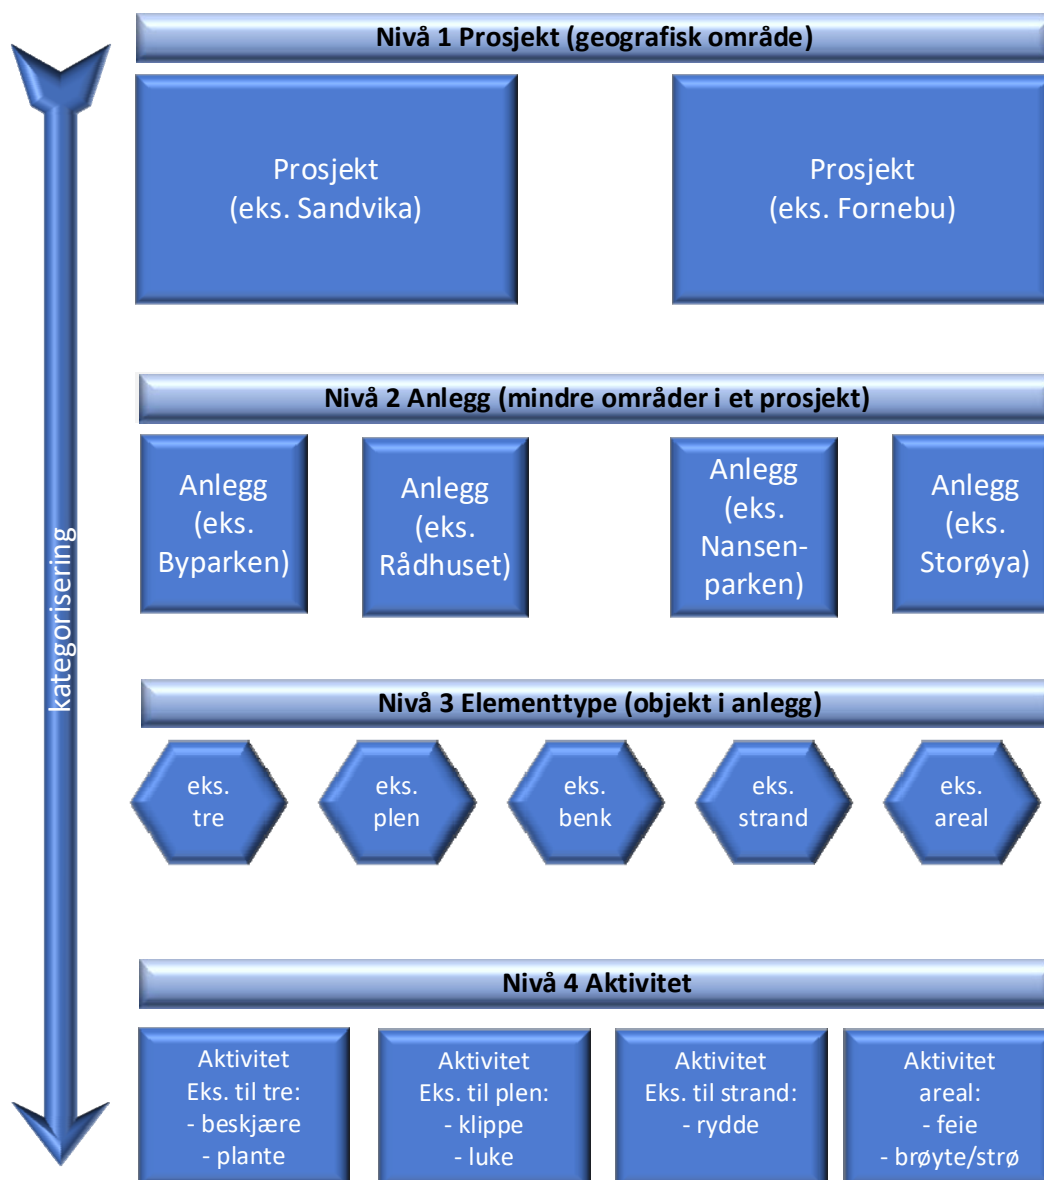 Nivå 1 Prosjekt (geografisk område)
Prosjekt
(eks. Sandvika)
Prosjekt
(eks. Fornebu)
kategorisering
Nivå 2 Anlegg (mindre områder i et prosjekt)
Anlegg
(eks.
Byparken)
Anlegg
(eks.
Rådhuset)
Anlegg
(eks.
Nansen-
parken)
Anlegg
(eks.
Storøya)
Nivå 3 Elementtype (objekt i anlegg)
eks.
tre
eks.
plen
eks.
benk
eks.
strand
eks.
areal
Nivå 4 Aktivitet
Aktivitet
Eks. til tre:
- beskjære
- plante
Aktivitet
Eks. til plen:
- klippe
- luke
Aktivitet
Eks. til strand:
- rydde
Aktivitet
areal:
- feie
- brøyte/strø